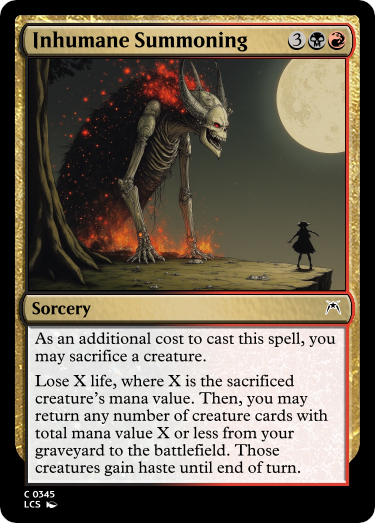 Inhumane Summoning 3
Sorcery
As an additional cost to cast this spell, you
may sacrifice a creature.
Lose X life, where X is the sacrificed
creature's mana value. Then, you may
return any number of creature cards with
total mana value X or less from your
graveyard to the battlefield. Those
creatures gain haste until end of turn.
C 0345
LCS